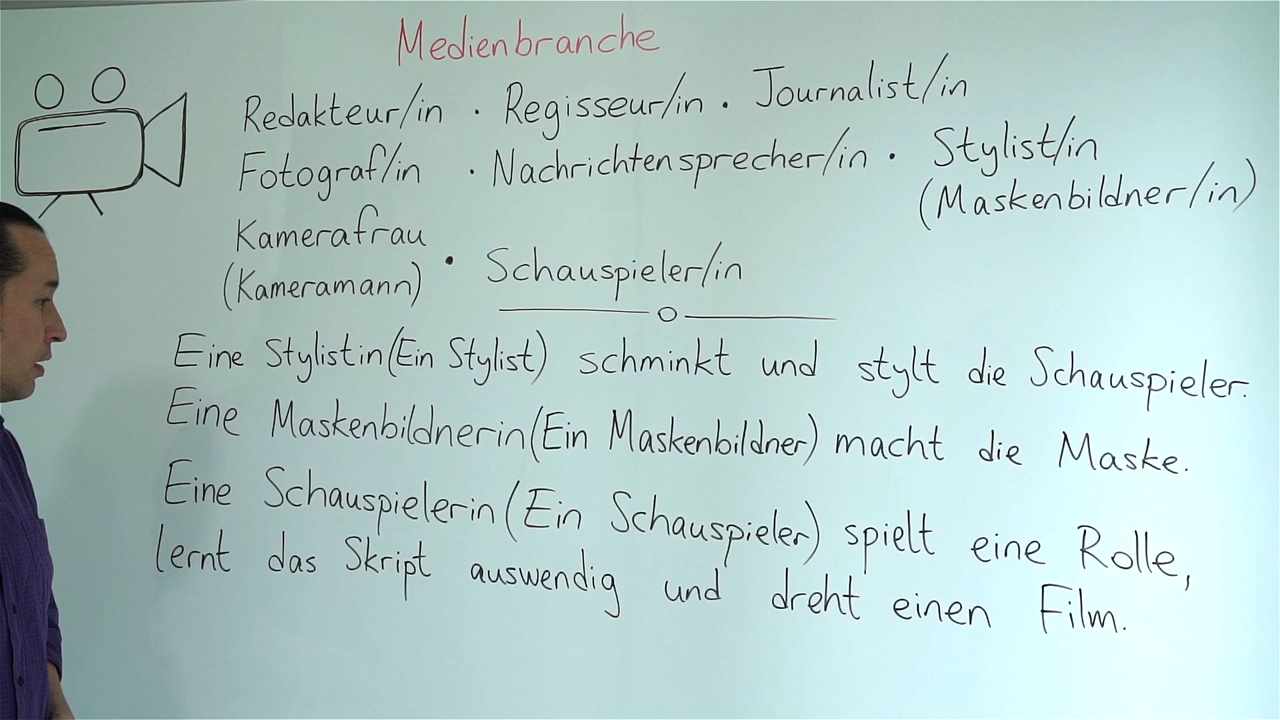 Medienbranche
Redakteur/in · Regisseur/in · Journalist/in
Fotograf/in · Nachrichtensprecher/in · Stylist/in
(Maskenbildner/in)
Kamerafrau
(Kameramann) · Schauspieler/in
Eine Stylistin (Ein Stylist) schminkt und stylt die Schauspieler.
Eine Maskenbildnerin (Ein Maskenbildner) macht die Maske.
Eine Schauspielerin (Ein Schauspieler) spielt eine Rolle,
lernt das Skript auswendig und dreht einen Film.